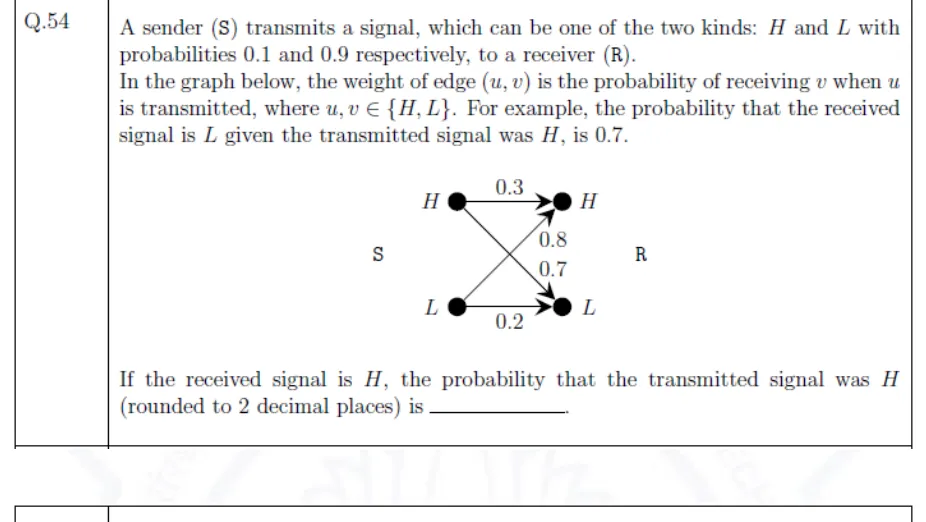 Q.54
A sender (S) transmits a signal, which can be one of the two kinds: H and L with
probabilities 0.1 and 0.9 respectively, to a receiver (R).
In the graph below, the weight of edge (u, v) is the probability of receiving v when u
is transmitted, where u, v ∈ {H, L}. For example, the probability that the received
signal is L given the transmitted signal was H, is 0.7.
0.3
H H
0.8
S R
0.7
L L
0.2
If the received signal is H, the probability that the transmitted signal was H
(rounded to 2 decimal places) is ________.